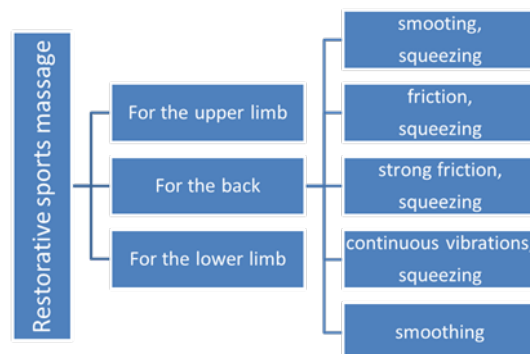 Restorative sports massage
For the upper limb
For the back
For the lower limb
smooting,
squeezing
friction,
squeezing
strong friction,
squeezing
continuous vibrations,
squeezing
smoothing